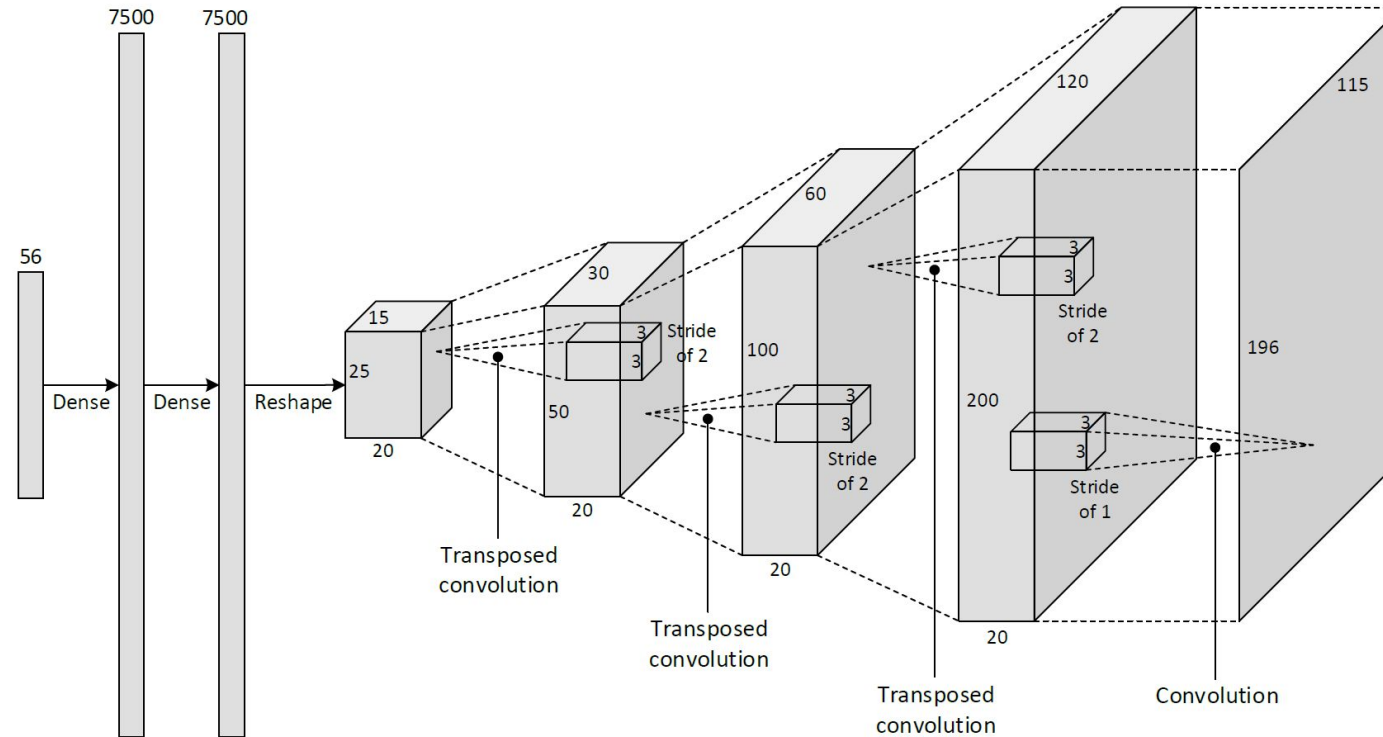 7500
7500
56
Dense
Dense
Reshape
15
25
20
30
3
3
Stride
of 2
50
20
Transposed
convolution
60
100
3
3
Stride
of 2
20
Transposed
convolution
120
3
3
Stride
of 2
200
3
3
Stride
of 1
20
Transposed
convolution
115
196
Convolution